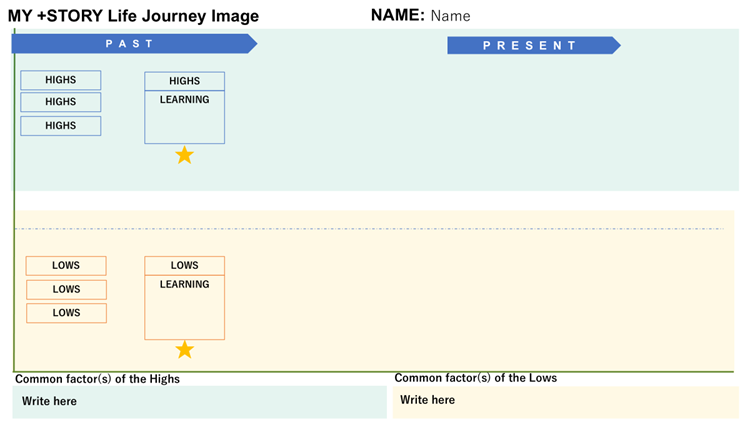 MY +STORY Life Journey Image
NAME: Name
PAST
PRESENT
HIGHS
HIGHS
HIGHS
HIGHS
LEARNING
LOWS
LOWS
LOWS
LOWS
LEARNING
Common factor(s) of the Highs
Write here
Common factor(s) of the Lows
Write here